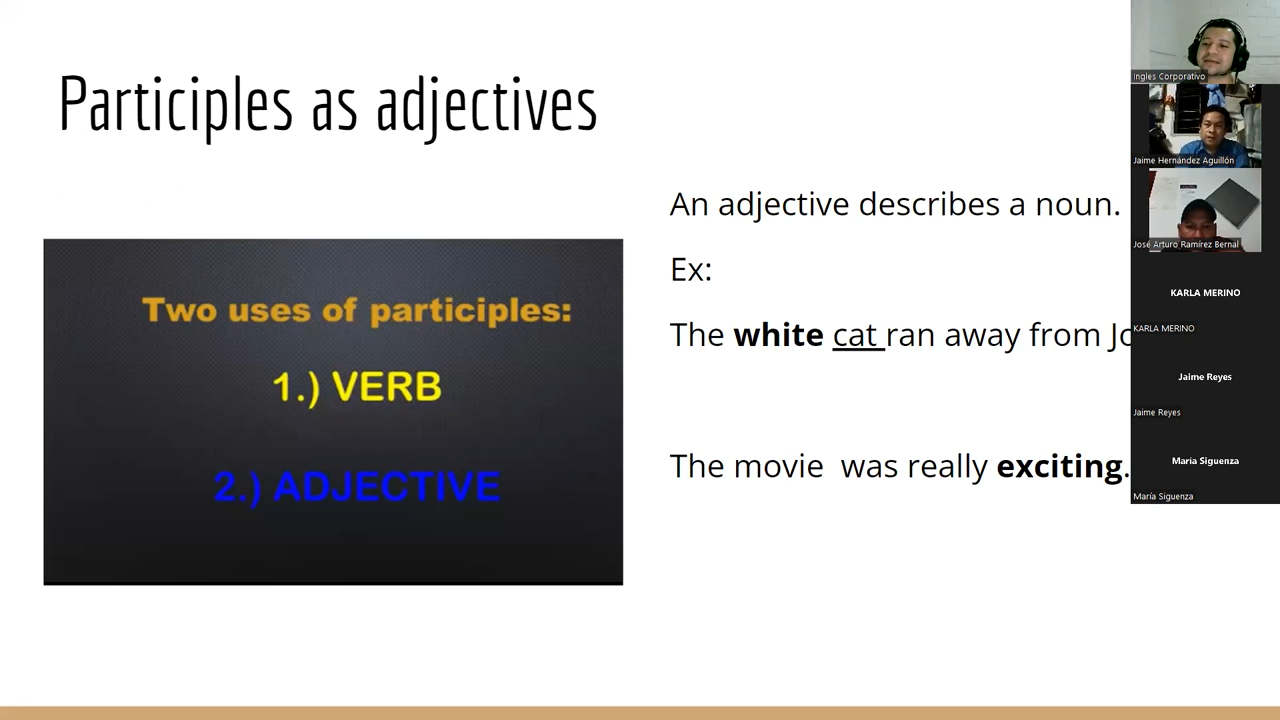 Participles as adjectives
Two uses of participles:
1.) VERB
2.) ADJECTIVE
An adjective describes a noun.
Ex:
The white cat ran away from
The movie was really exciting.
Ingles Corporativo
Jaime Hernández Aguillón
José Arturo Ramírez Bernal
KARLA MERINO
KARLA MERINO
Jaime Reyes
Jaime Reyes
María Siguenza
María Siguenza